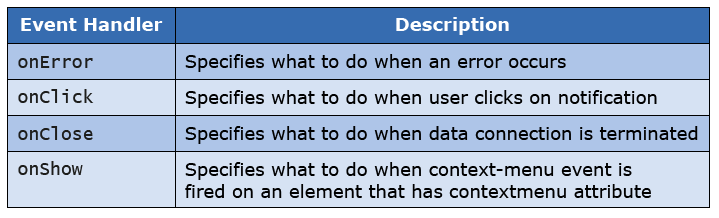 Event Handler Description
onError Specifies what to do when an error occurs
onClick Specifies what to do when user clicks on notification
onClose Specifies what to do when data connection is terminated
onShow Specifies what to do when context-menu event is
fired on an element that has contextmenu attribute